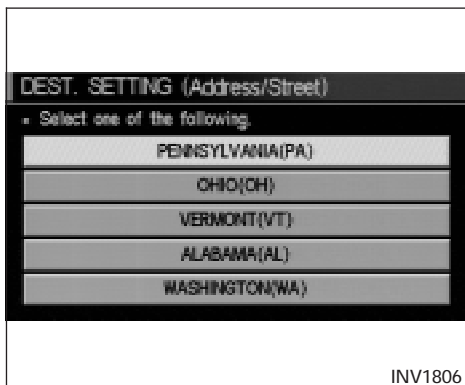 DEST. SETTING (Address/Street)
▪ Select one of the following.
PENNSYLVANIA(PA)
OHIO(OH)
VERMONT(VT)
ALABAMA(AL)
WASHINGTON(WA)
INV1806